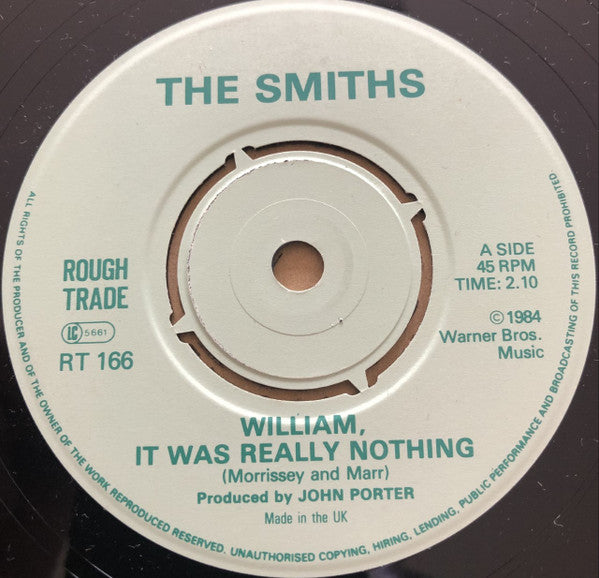 THE SMITHS
ROUGH
TRADE
LC 5661
RT 166
A SIDE
45 RPM
TIME: 2.10
© 1984
Warner Bros.
Music
WILLIAM,
IT WAS REALLY NOTHING
(Morrissey and Marr)
Produced by JOHN PORTER
Made in the UK
ALL RIGHTS OF THE PRODUCER AND OF THE OWNER OF THE WORK REPRODUCED RESERVED. UNAUTHORISED COPYING, HIRING, LENDING, PUBLIC PERFORMANCE AND BROADCASTING OF THIS RECORD PROHIBITED